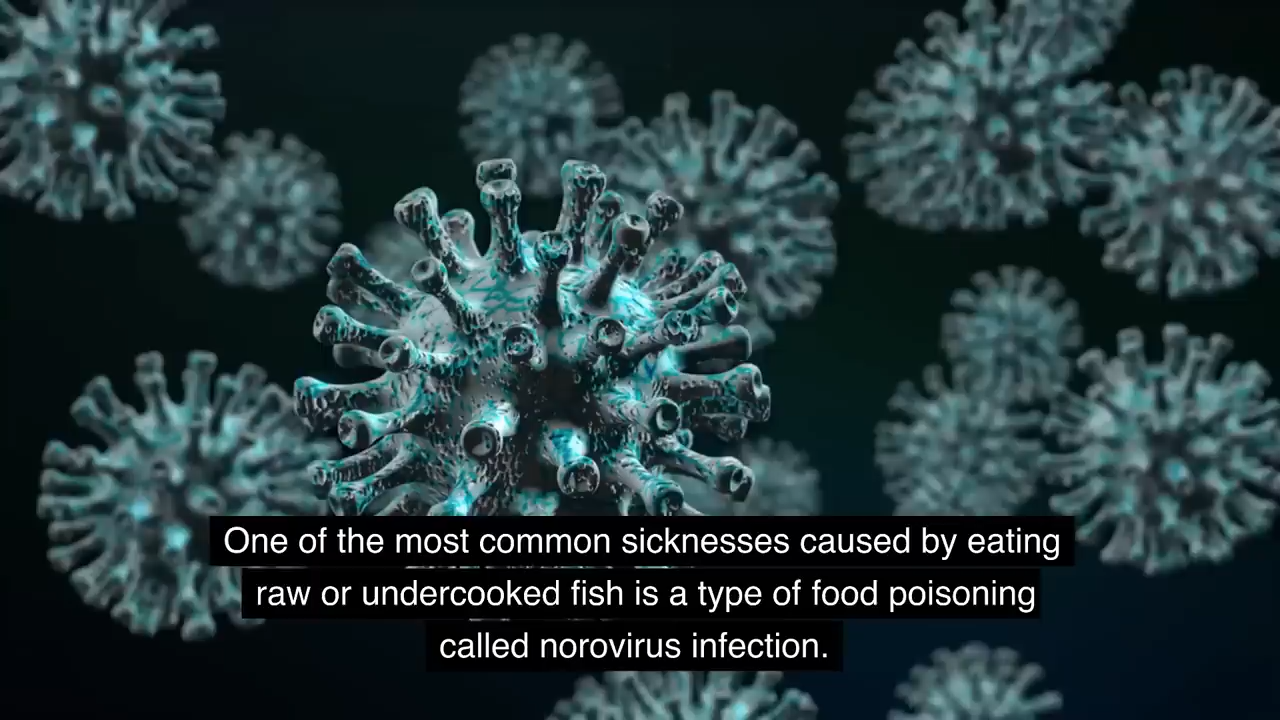 One of the most common sicknesses caused by eating
raw or undercooked fish is a type of food poisoning
called norovirus infection.